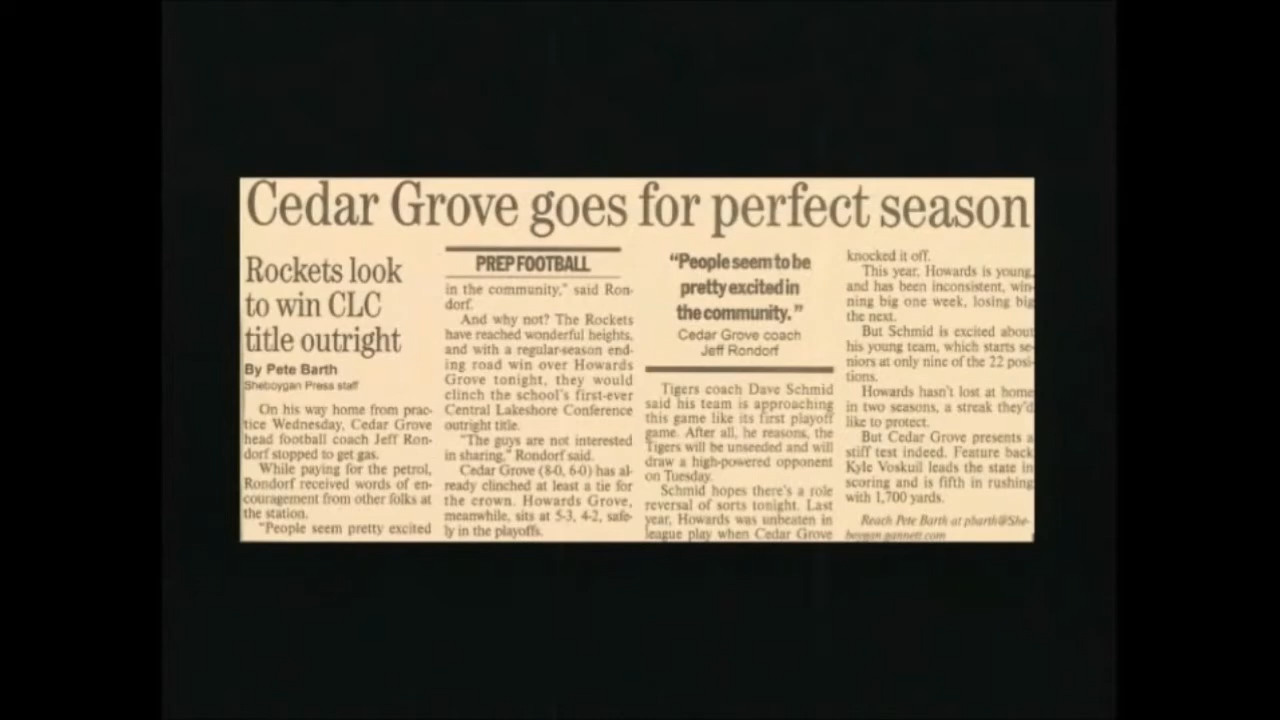 Cedar Grove goes for perfect season
Rockets look
to win CLC
title outright
By Pete Barth
Sheboygan Press staff
On his way home from prac-
tice Wednesday, Cedar Grove
head football coach Jeff Ron-
dorf stopped to get gas.
While paying for the petrol,
Rondorf received words of en-
couragement from other folks at
the station.
"People seem pretty excited
PREP FOOTBALL
in the community," said Ron-
dorf.
And why not? The Rockets
have reached wonderful heights,
and with a regular-season end-
ing road win over Howards
Grove tonight, they would
clinch the school's first-ever
Central Lakeshore Conference
outright title.
"The guys are not interested
in sharing," Rondorf said.
Cedar Grove (8-0, 6-0) has al-
ready clinched at least a tie for
the crown. Howards Grove,
meanwhile, sits at 5-3, 4-2, safe-
ly in the playoffs.
"People seem to be
pretty excited in
the community."
Cedar Grove coach
Jeff Rondorf
Tigers coach Dave Schmid
said his team is approaching
this game like its first playoff
game. After all, he reasons, the
Tigers will be unseeded and will
draw a high-powered opponent
on Tuesday.
Schmid hopes there's a role
reversal of sorts tonight. Last
year, Howards was unbeaten in
league play when Cedar Grove
knocked it off.
This year, Howards is young,
and has been inconsistent, win-
ning big one week, losing big
the next.
But Schmid is excited about
his young team, which starts se-
niors at only nine of the 22 posi-
tions.
Howards hasn't lost at home
in two seasons, a streak they'd
like to protect.
But Cedar Grove presents a
stiff test indeed. Feature back
Kyle Voskuil leads the state in
scoring and is fifth in rushing
with 1,700 yards.
Reach Pete Barth at pbarth@She-
boygan.gannett.com